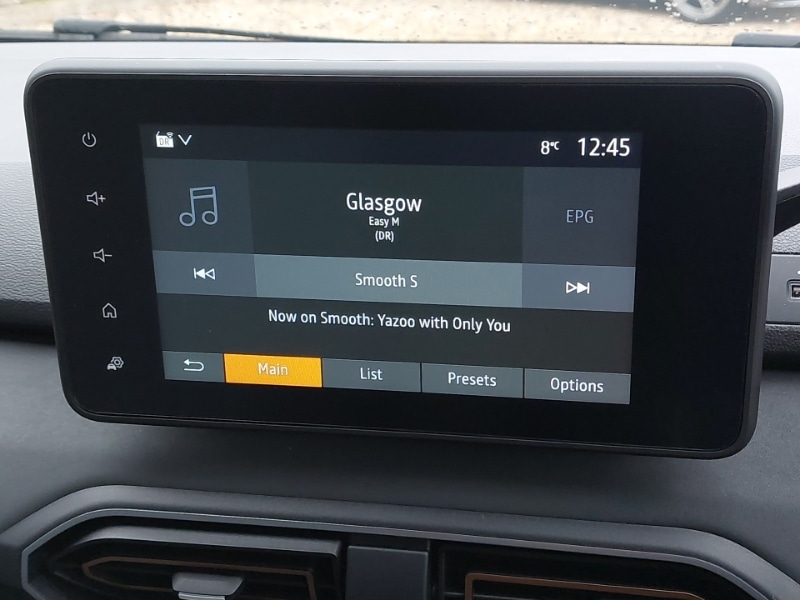 DR
8°C 12:45
Glasgow
Easy M
(DR)
EPG
Smooth S
Now on Smooth: Yazoo with Only You
Main List Presets Options